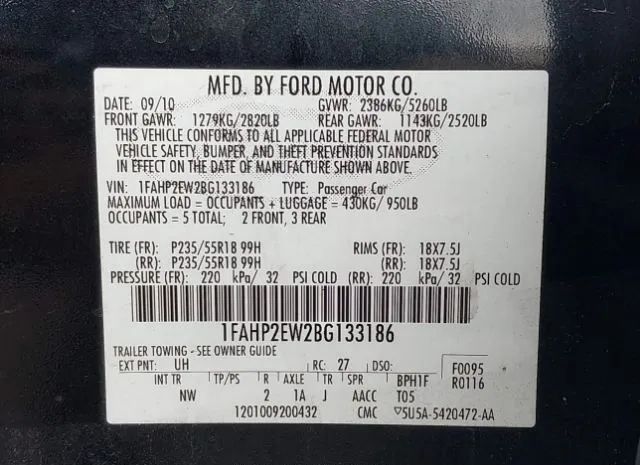 MFD. BY FORD MOTOR CO.
DATE: 09/10 GVWR: 2386KG/5260LB
FRONT GAWR: 1279KG/2820LB REAR GAWR: 1143KG/2520LB
THIS VEHICLE CONFORMS TO ALL APPLICABLE FEDERAL MOTOR
VEHICLE SAFETY, BUMPER, AND THEFT PREVENTION STANDARDS
IN EFFECT ON THE DATE OF MANUFACTURE SHOWN ABOVE.
VIN: 1FAHP2EW2BG133186 TYPE: Passenger Car
MAXIMUM LOAD = OCCUPANTS + LUGGAGE = 430KG/ 950LB
OCCUPANTS = 5 TOTAL; 2 FRONT, 3 REAR
TIRE (FR): P235/55R18 99H RIMS (FR): 18X7.5J
(RR): P235/55R18 99H (RR): 18X7.5J
PRESSURE (FR): 220 kPa/ 32 PSI COLD (RR): 220 kPa/ 32 PSI COLD
1FAHP2EW2BG133186
TRAILER TOWING - SEE OWNER GUIDE
EXT PNT: UH RC: 27 DSO: F0095
INT TR TP/PS R AXLE TR SPR BPH1F R0116
NW 2 1A J AACC T05
1201009200432 CMC 5U5A-5420472-AA